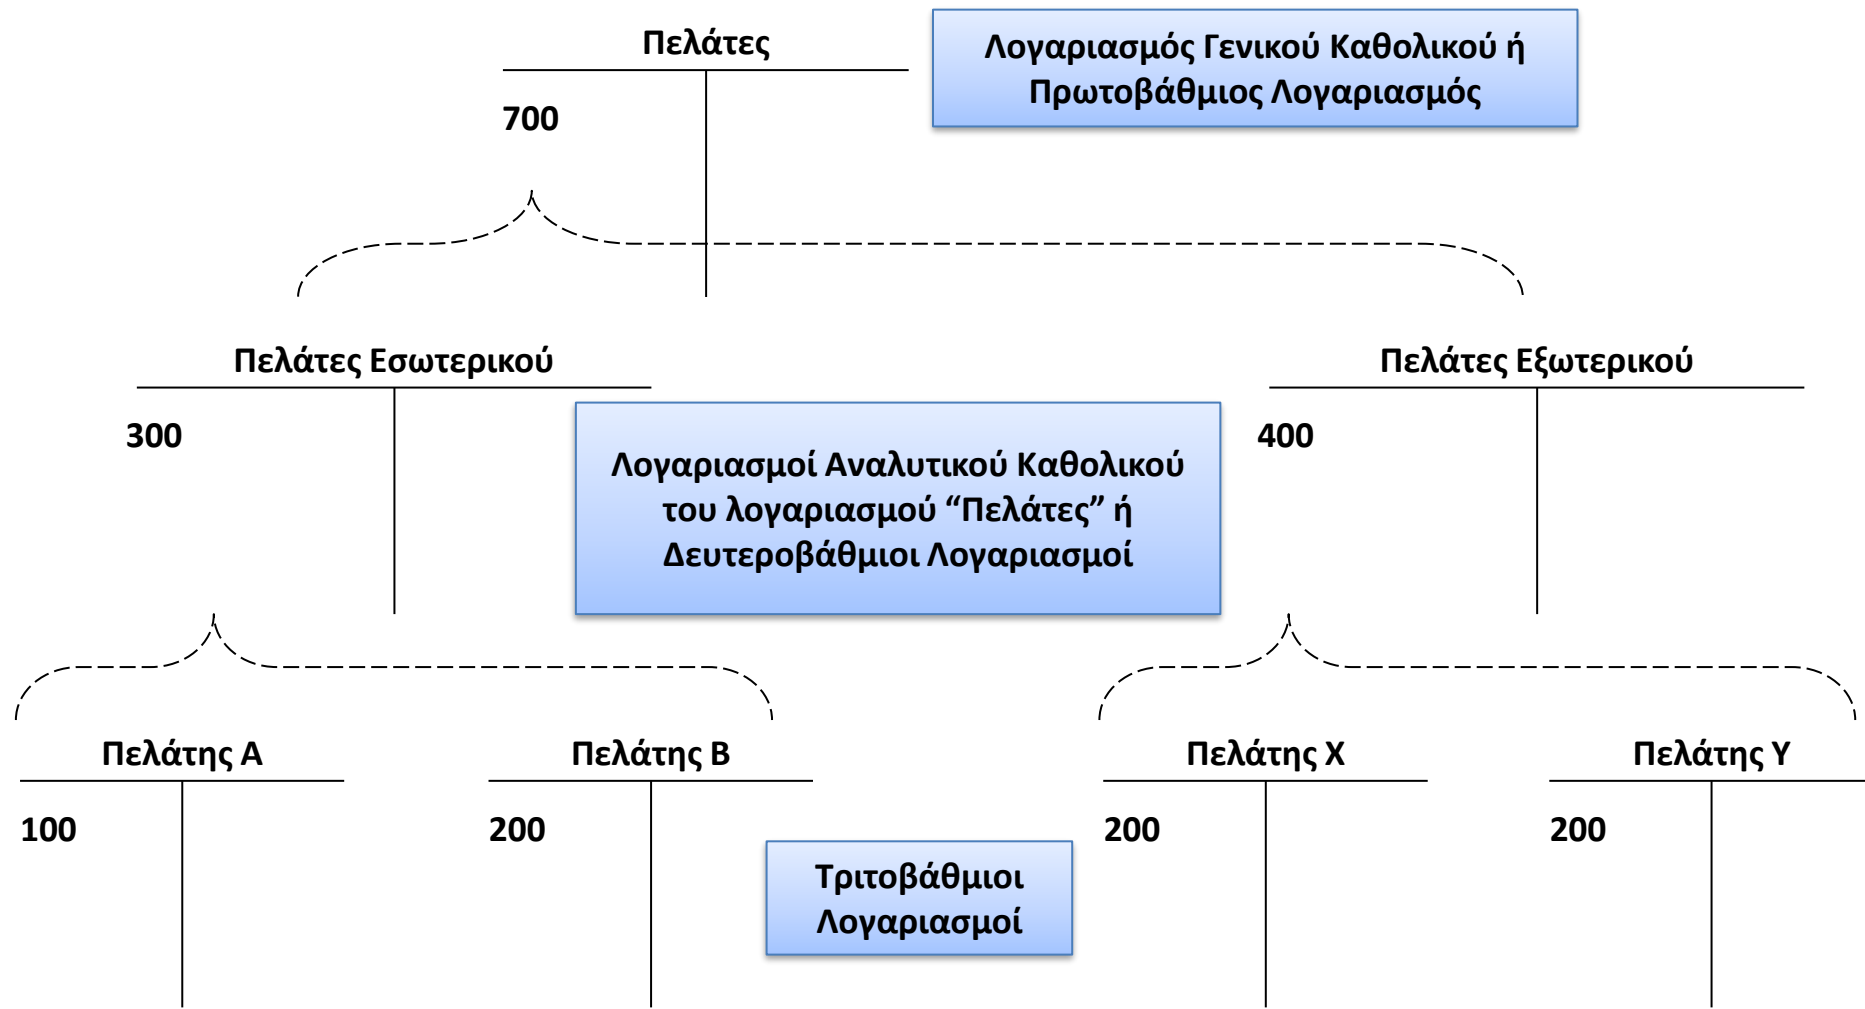 Πελάτες
Λογαριασμός Γενικού Καθολικού ή
Πρωτοβάθμιος Λογαριασμός
700
Πελάτες Εσωτερικού
Πελάτες Εξωτερικού
300
400
Λογαριασμοί Αναλυτικού Καθολικού
του λογαριασμού “Πελάτες” ή
Δευτεροβάθμιοι Λογαριασμοί
Πελάτης Α
Πελάτης Β
Πελάτης Χ
Πελάτης Υ
100
200
200
200
Τριτοβάθμιοι
Λογαριασμοί